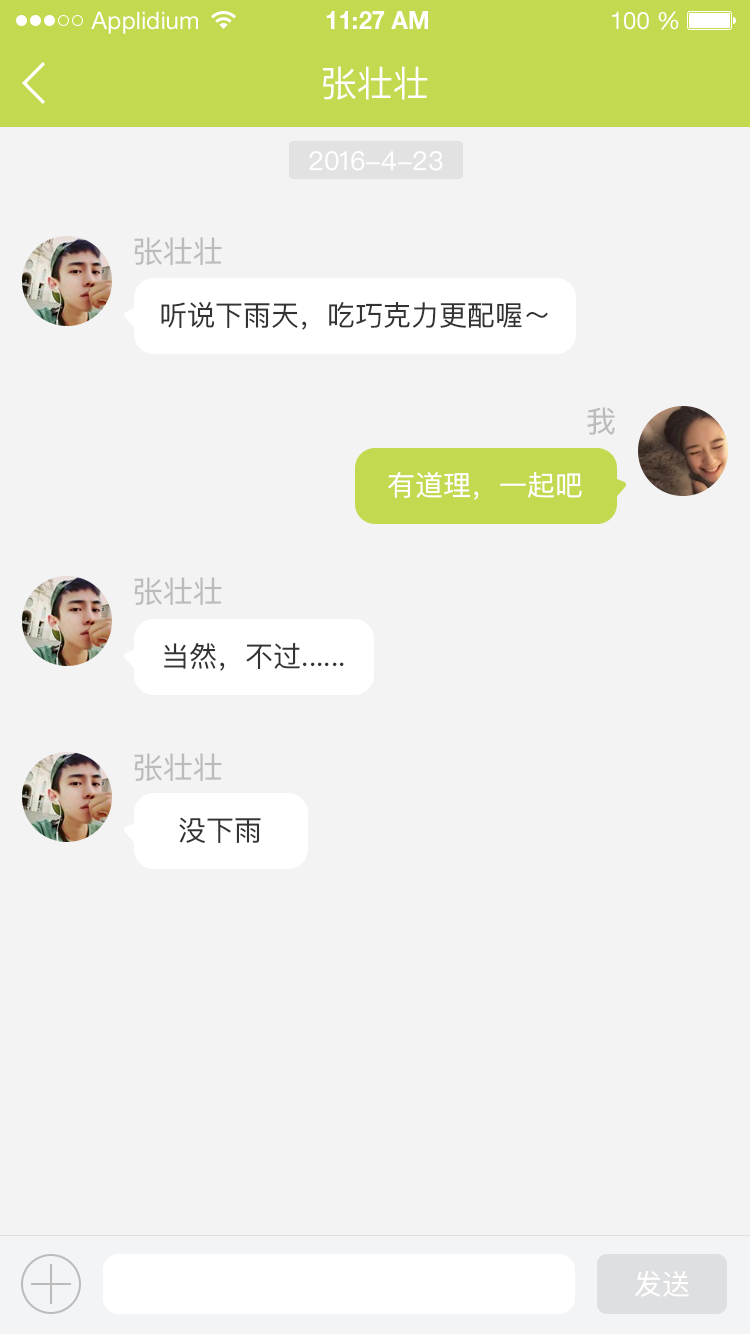 Applidium 11:27 AM 100 %
张壮壮
2016-4-23
张壮壮
听说下雨天，吃巧克力更配喔～
我
有道理，一起吧
张壮壮
当然，不过......
张壮壮
没下雨
发送